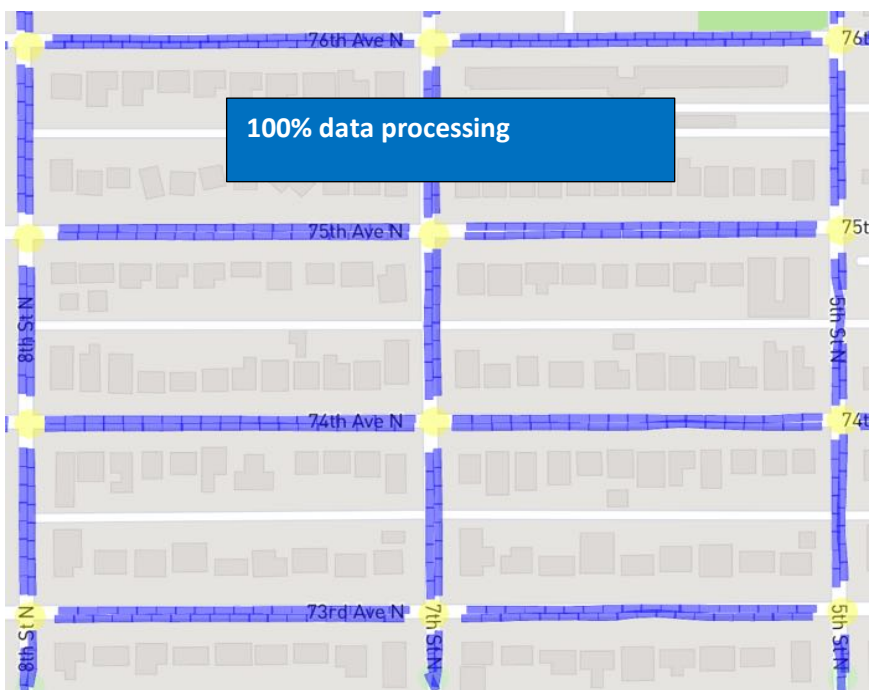 76th Ave N
76t
100% data processing
75th Ave N
75t
8th St N
5th St N
74th Ave N
74t
73rd Ave N
8th St N
7th St N
5th St N